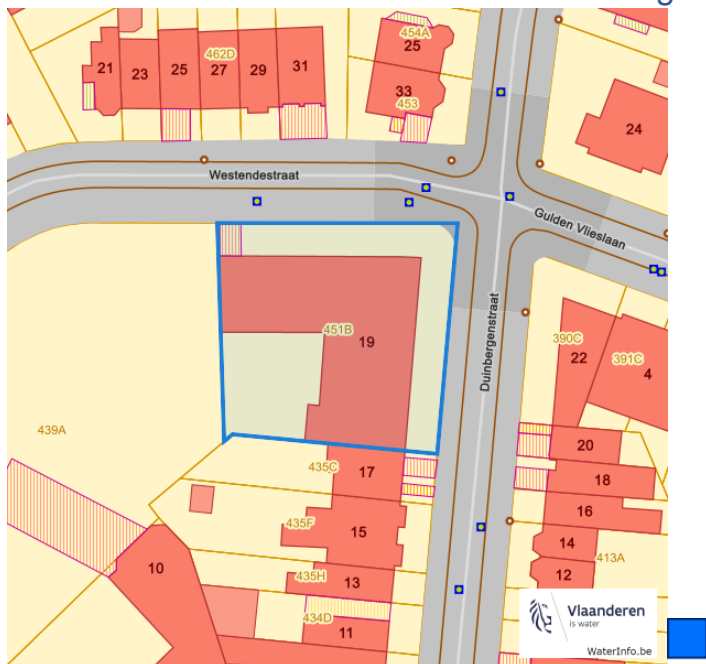 454A
462D
25
21
23
25
27
29
31
33
453
24
Westendestraat
Gulden Vlieslaan
Duinbergenstraat
451B
19
390C
22
391C
4
439A
435C
17
20
18
435F
15
16
14
10
435H
13
413A
12
434D
11
Vlaanderen
is water
WaterInfo.be